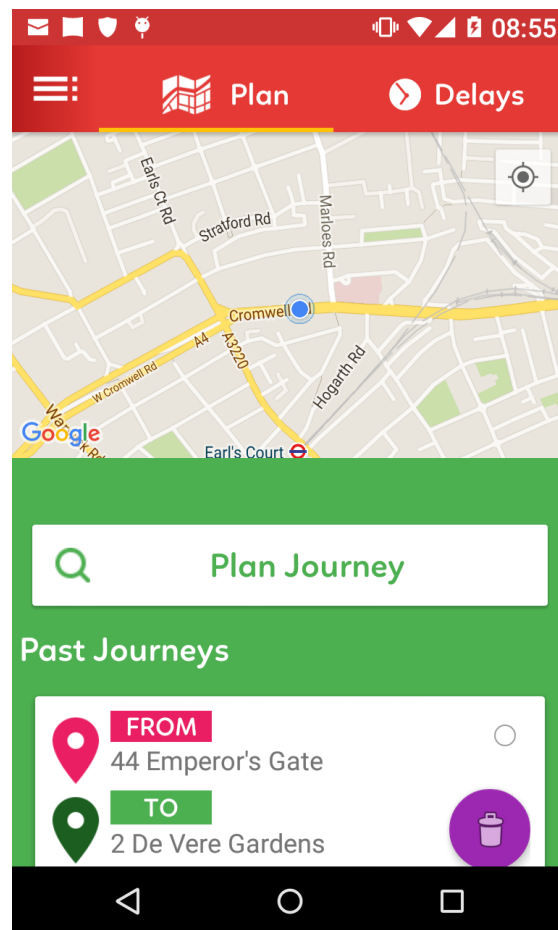 08:55
Plan
Delays
Earls Ct Rd
Stratford Rd
Marloes Rd
Cromwell
A4
A3220
W Cromwell Rd
Hogarth Rd
Google
Earl's Court
Plan Journey
Past Journeys
FROM
44 Emperor's Gate
TO
2 De Vere Gardens